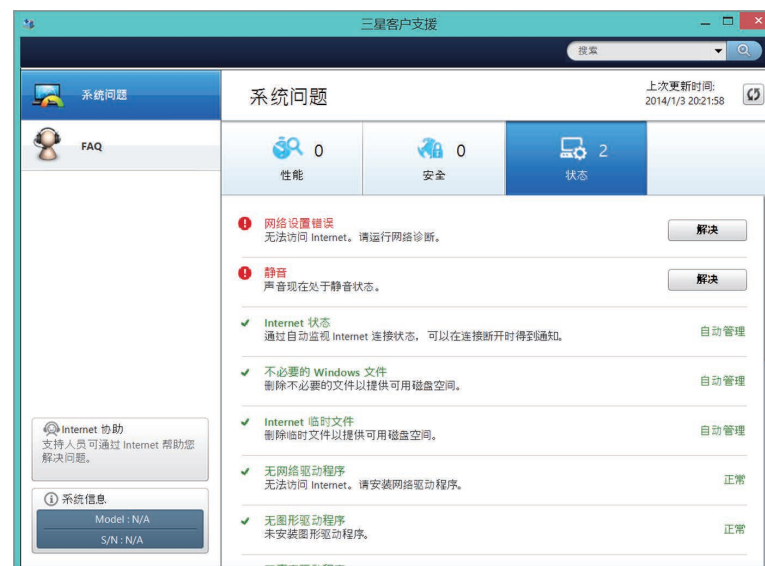 三星客户支援
搜索
系统问题
FAQ
系统问题
上次更新时间:
2014/1/3 20:21:58
0
性能
0
安全
2
状态
网络设置错误
无法访问 Internet。请运行网络诊断。
解决
静音
声音现在处于静音状态。
解决
Internet 状态
通过自动监视 Internet 连接状态, 可以在连接断开时得到通知。
自动管理
不必要的 Windows 文件
删除不必要的文件以提供可用磁盘空间。
自动管理
Internet 临时文件
删除临时文件以提供可用磁盘空间。
自动管理
无网络驱动程序
无法访问 Internet。请安装网络驱动程序。
正常
无图形驱动程序
未安装图形驱动程序。
正常
Internet 协助
支持人员可通过 Internet 帮助您
解决问题。
系统信息
Model : N/A
S/N : N/A